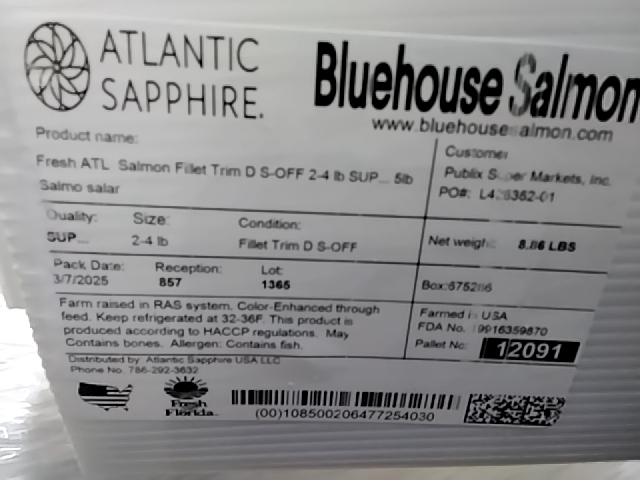 ATLANTIC
SAPPHIRE.
Bluehouse Salmon
www.bluehousesalmon.com
Product name:
Fresh ATL Salmon Fillet Trim D S-OFF 2-4 lb SUP... 5lb
Salmo salar
Customer
Publix Super Markets, Inc.
PO#:
Quality: Size: Condition:
SUP... 2-4 lb Fillet Trim D S-OFF
Net weight: 8.86 LBS
Pack Date: Reception: Lot:
3/7/2025 857 1365
Farm raised in RAS system. Color-Enhanced through
feed. Keep refrigerated at 32-36F. This product is
produced according to HACCP regulations. May
Contains bones. Allergen: Contains fish.
Farmed in USA
FDA No.
Pallet No: 12091
Distributed by: Atlantic Sapphire USA LLC
Phone No: 786-292-3632
Fresh
Florida
(00)108500206477254030